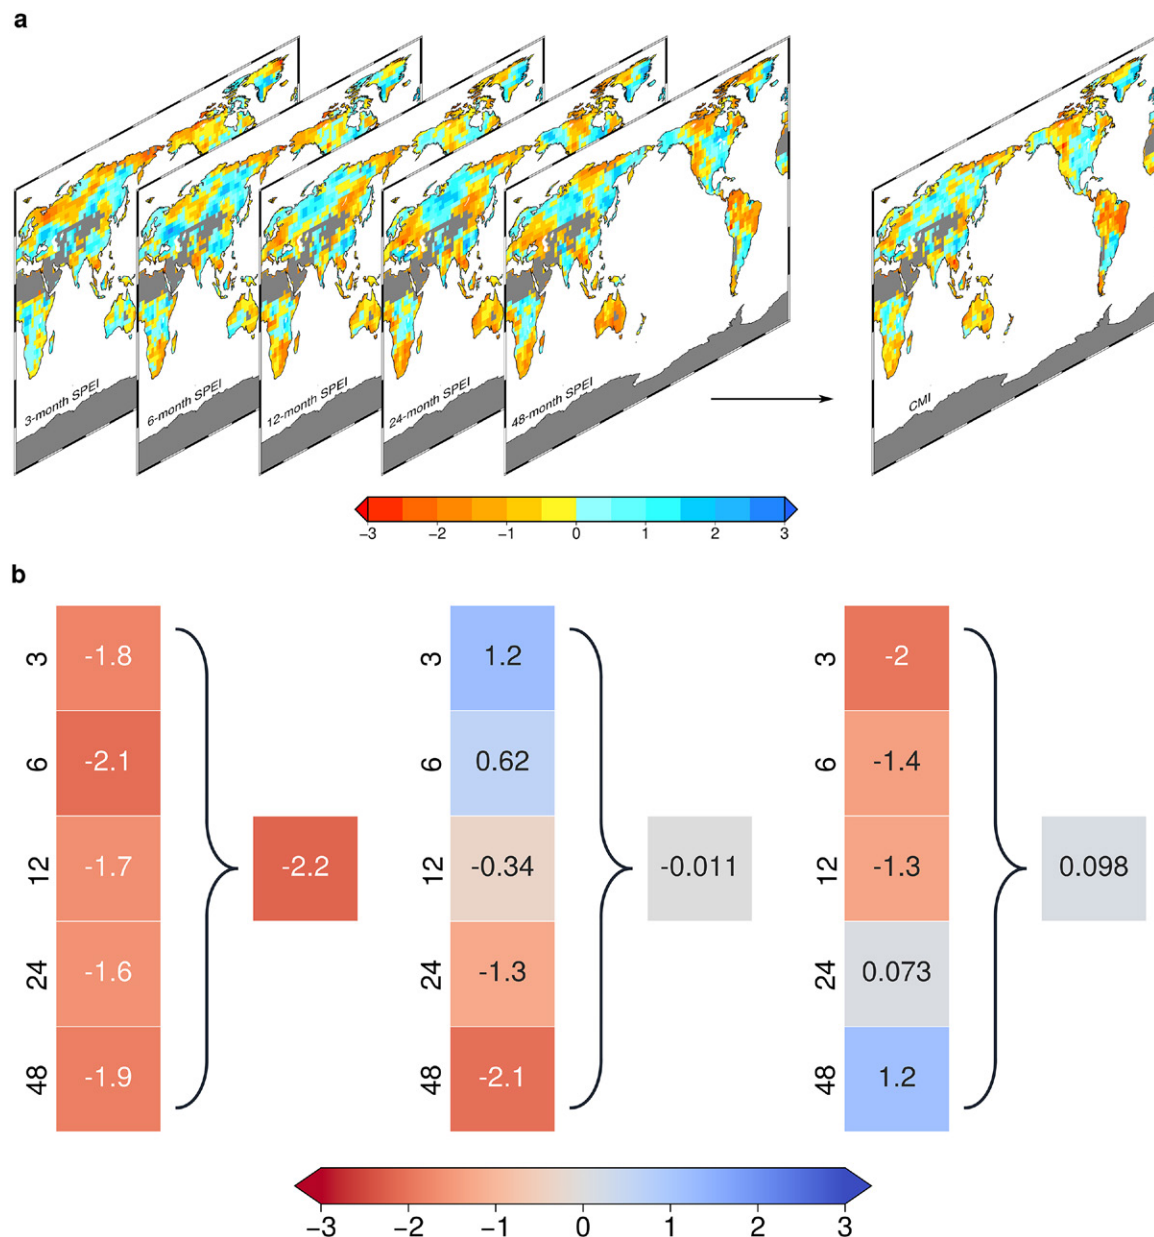 a
3-month SPEI
6-month SPEI
12-month SPEI
24-month SPEI
48-month SPEI
CMI
−3 −2 −1 0 1 2 3
b
3 -1.8
6 -2.1
12 -1.7
24 -1.6
48 -1.9
-2.2
3 1.2
6 0.62
12 -0.34
24 -1.3
48 -2.1
-0.011
3 -2
6 -1.4
12 -1.3
24 0.073
48 1.2
0.098
−3 −2 −1 0 1 2 3